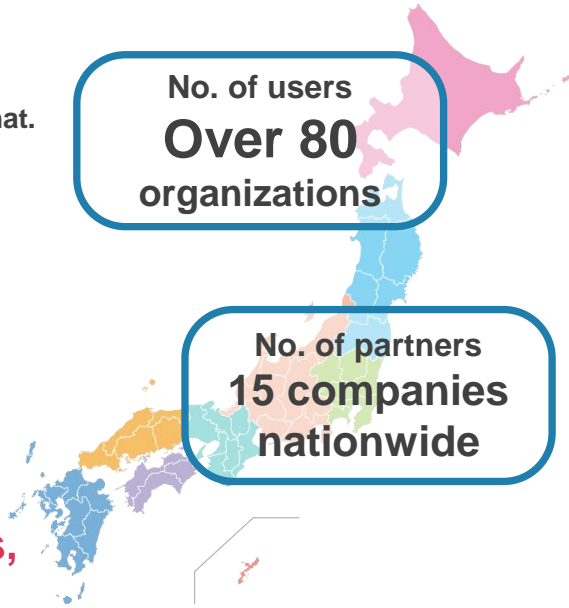 No. of users
Over 80
organizations
No. of partners
15 companies
nationwide